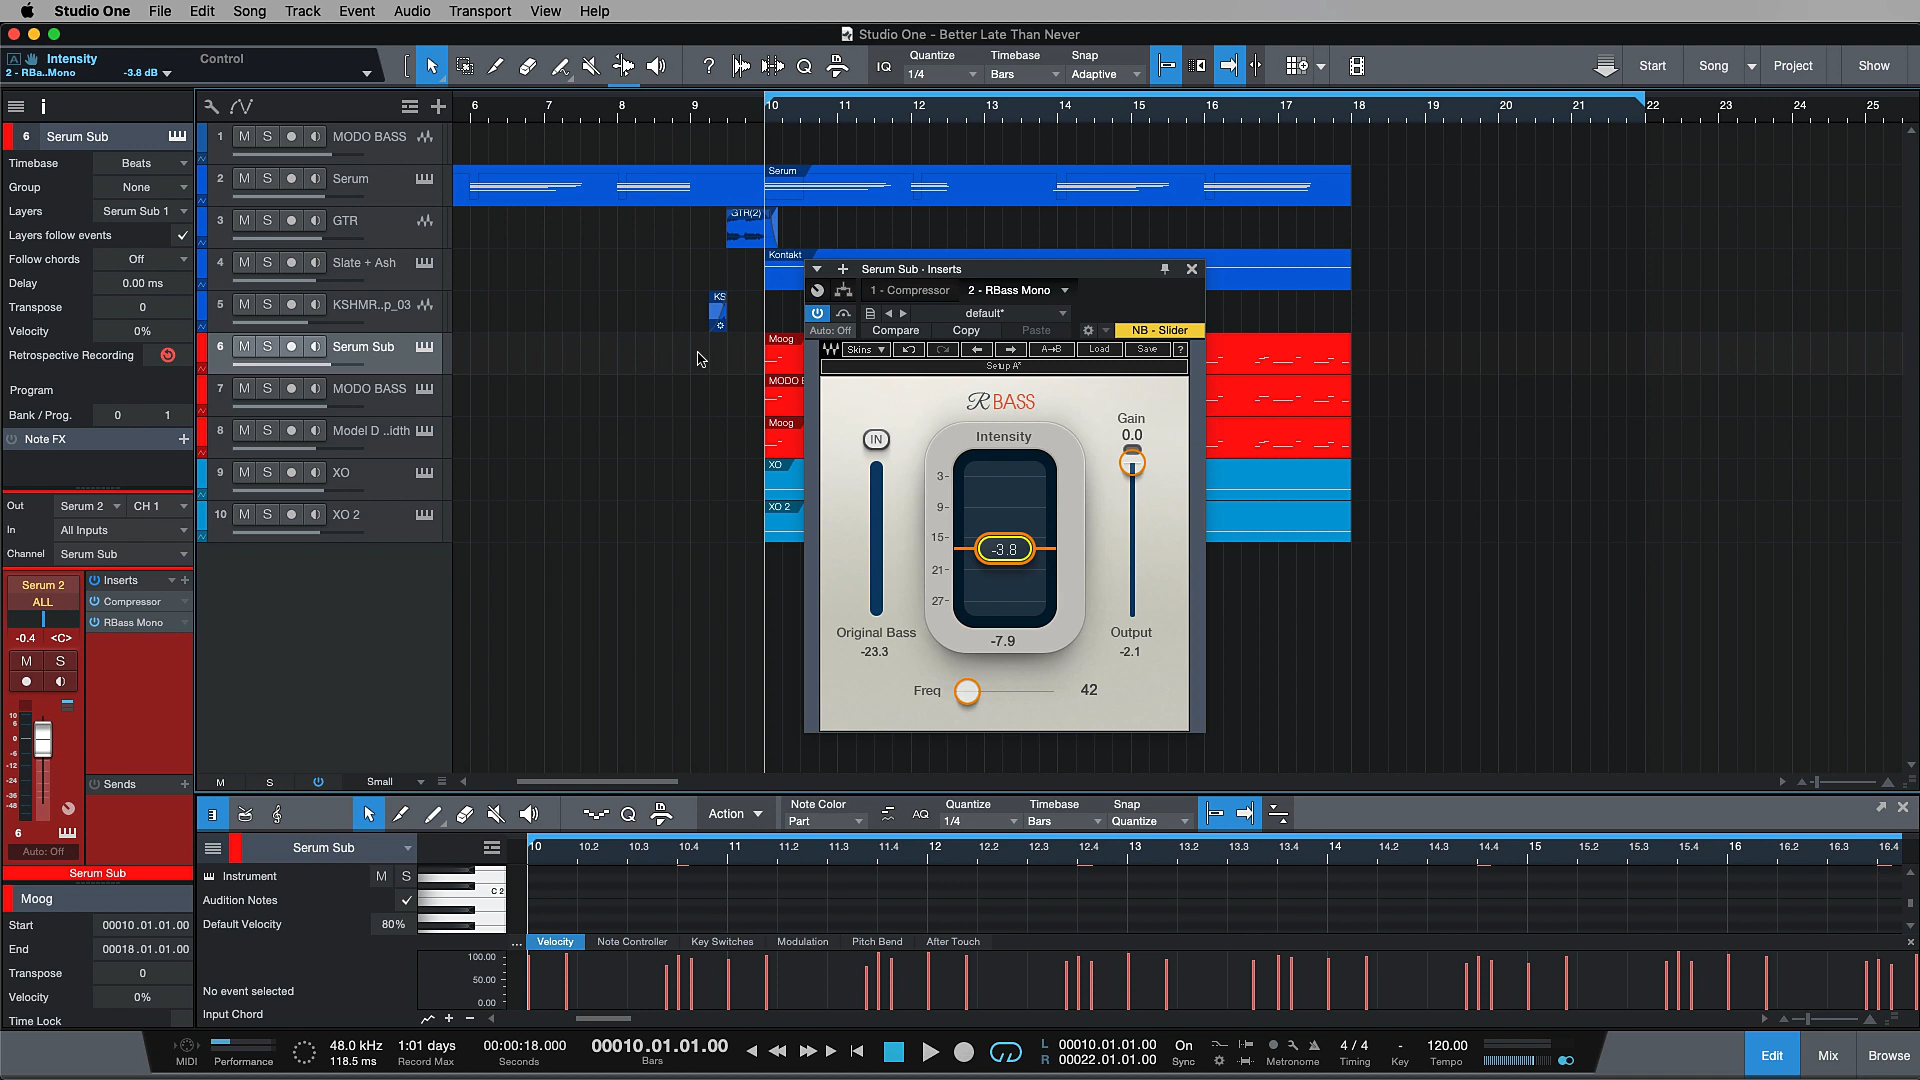 Studio One File Edit Song Track Event Audio Transport View Help
Studio One - Better Late Than Never
Intensity
2 - RBa..Mono -3.8 dB
Control
Quantize 1/4
Timebase Bars
Snap Adaptive
IQ
Start Song Project Show
6 Serum Sub
Timebase Beats
Group None
Layers Serum Sub 1
Layers follow events
Follow chords Off
Delay 0.00 ms
Transpose 0
Velocity 0%
Retrospective Recording
Program
Bank / Prog. 0 1
Note FX
Out Serum 2 CH 1
In All Inputs
Channel Serum Sub
Serum 2
ALL
-0.4 <C>
M S
Inserts
Compressor
RBass Mono
Sends
10
6
0
-6
-12
-24
-36
-48
6
Auto: Off
Serum Sub
Moog
Start 00010.01.01.00
End 00018.01.01.00
Transpose 0
Velocity 0%
Time Lock
6 7 8 9 10 11 12 13 14 15 16 17 18 19 20 21 22 23 24 25
1 M S MODO BASS
2 M S Serum
3 M S GTR
4 M S Slate + Ash
5 M S KSHMR..p_03
6 M S Serum Sub
7 M S MODO BASS
8 M S Model D ..idth
9 M S XO
10 M S XO 2
Serum
GTR(2)
Kontakt
KS
Moog
MODO B
Moog
XO
XO 2
M S Small
Serum Sub - Inserts
1 - Compressor 2 - RBass Mono
default*
Auto: Off Compare Copy Paste NB - Slider
Skins A→B Load Save ?
Setup A*
RBASS
IN
Intensity
Gain
0.0
3-
9-
15-
21-
27-
-3.8
Original Bass
-23.3
-7.9
Output
-2.1
Freq 42
Action
Note Color Part
AQ
Quantize 1/4
Timebase Bars
Snap Quantize
Serum Sub
Instrument M S
Audition Notes
Default Velocity 80%
No event selected
Input Chord
10 10.2 10.3 10.4 11 11.2 11.3 11.4 12 12.2 12.3 12.4 13 13.2 13.3 13.4 14 14.2 14.3 14.4 15 15.2 15.3 15.4 16 16.2 16.3 16.4
C 2
Velocity Note Controller Key Switches Modulation Pitch Bend After Touch
100.00
50.00
0.00
MIDI
Performance
48.0 kHz
118.5 ms
1:01 days
Record Max
00:00:18.000
Seconds
00010.01.01.00
Bars
L 00010.01.01.00
R 00022.01.01.00
On
Sync
Metronome
4 / 4
Timing
-
Key
120.00
Tempo
Edit Mix Browse